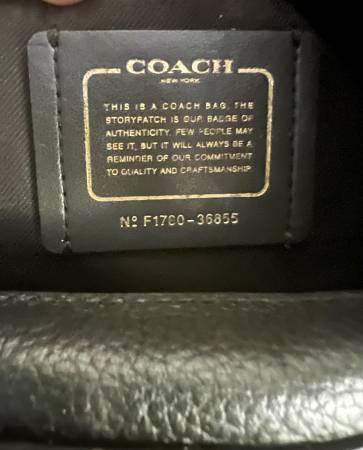 COACH
NEW YORK
THIS IS A COACH BAG. THE
STORYPATCH IS OUR BADGE OF
AUTHENTICITY. FEW PEOPLE MAY
SEE IT, BUT IT WILL ALWAYS BE A
REMINDER OF OUR COMMITMENT
TO QUALITY AND CRAFTSMANSHIP
Nº F1780-36855